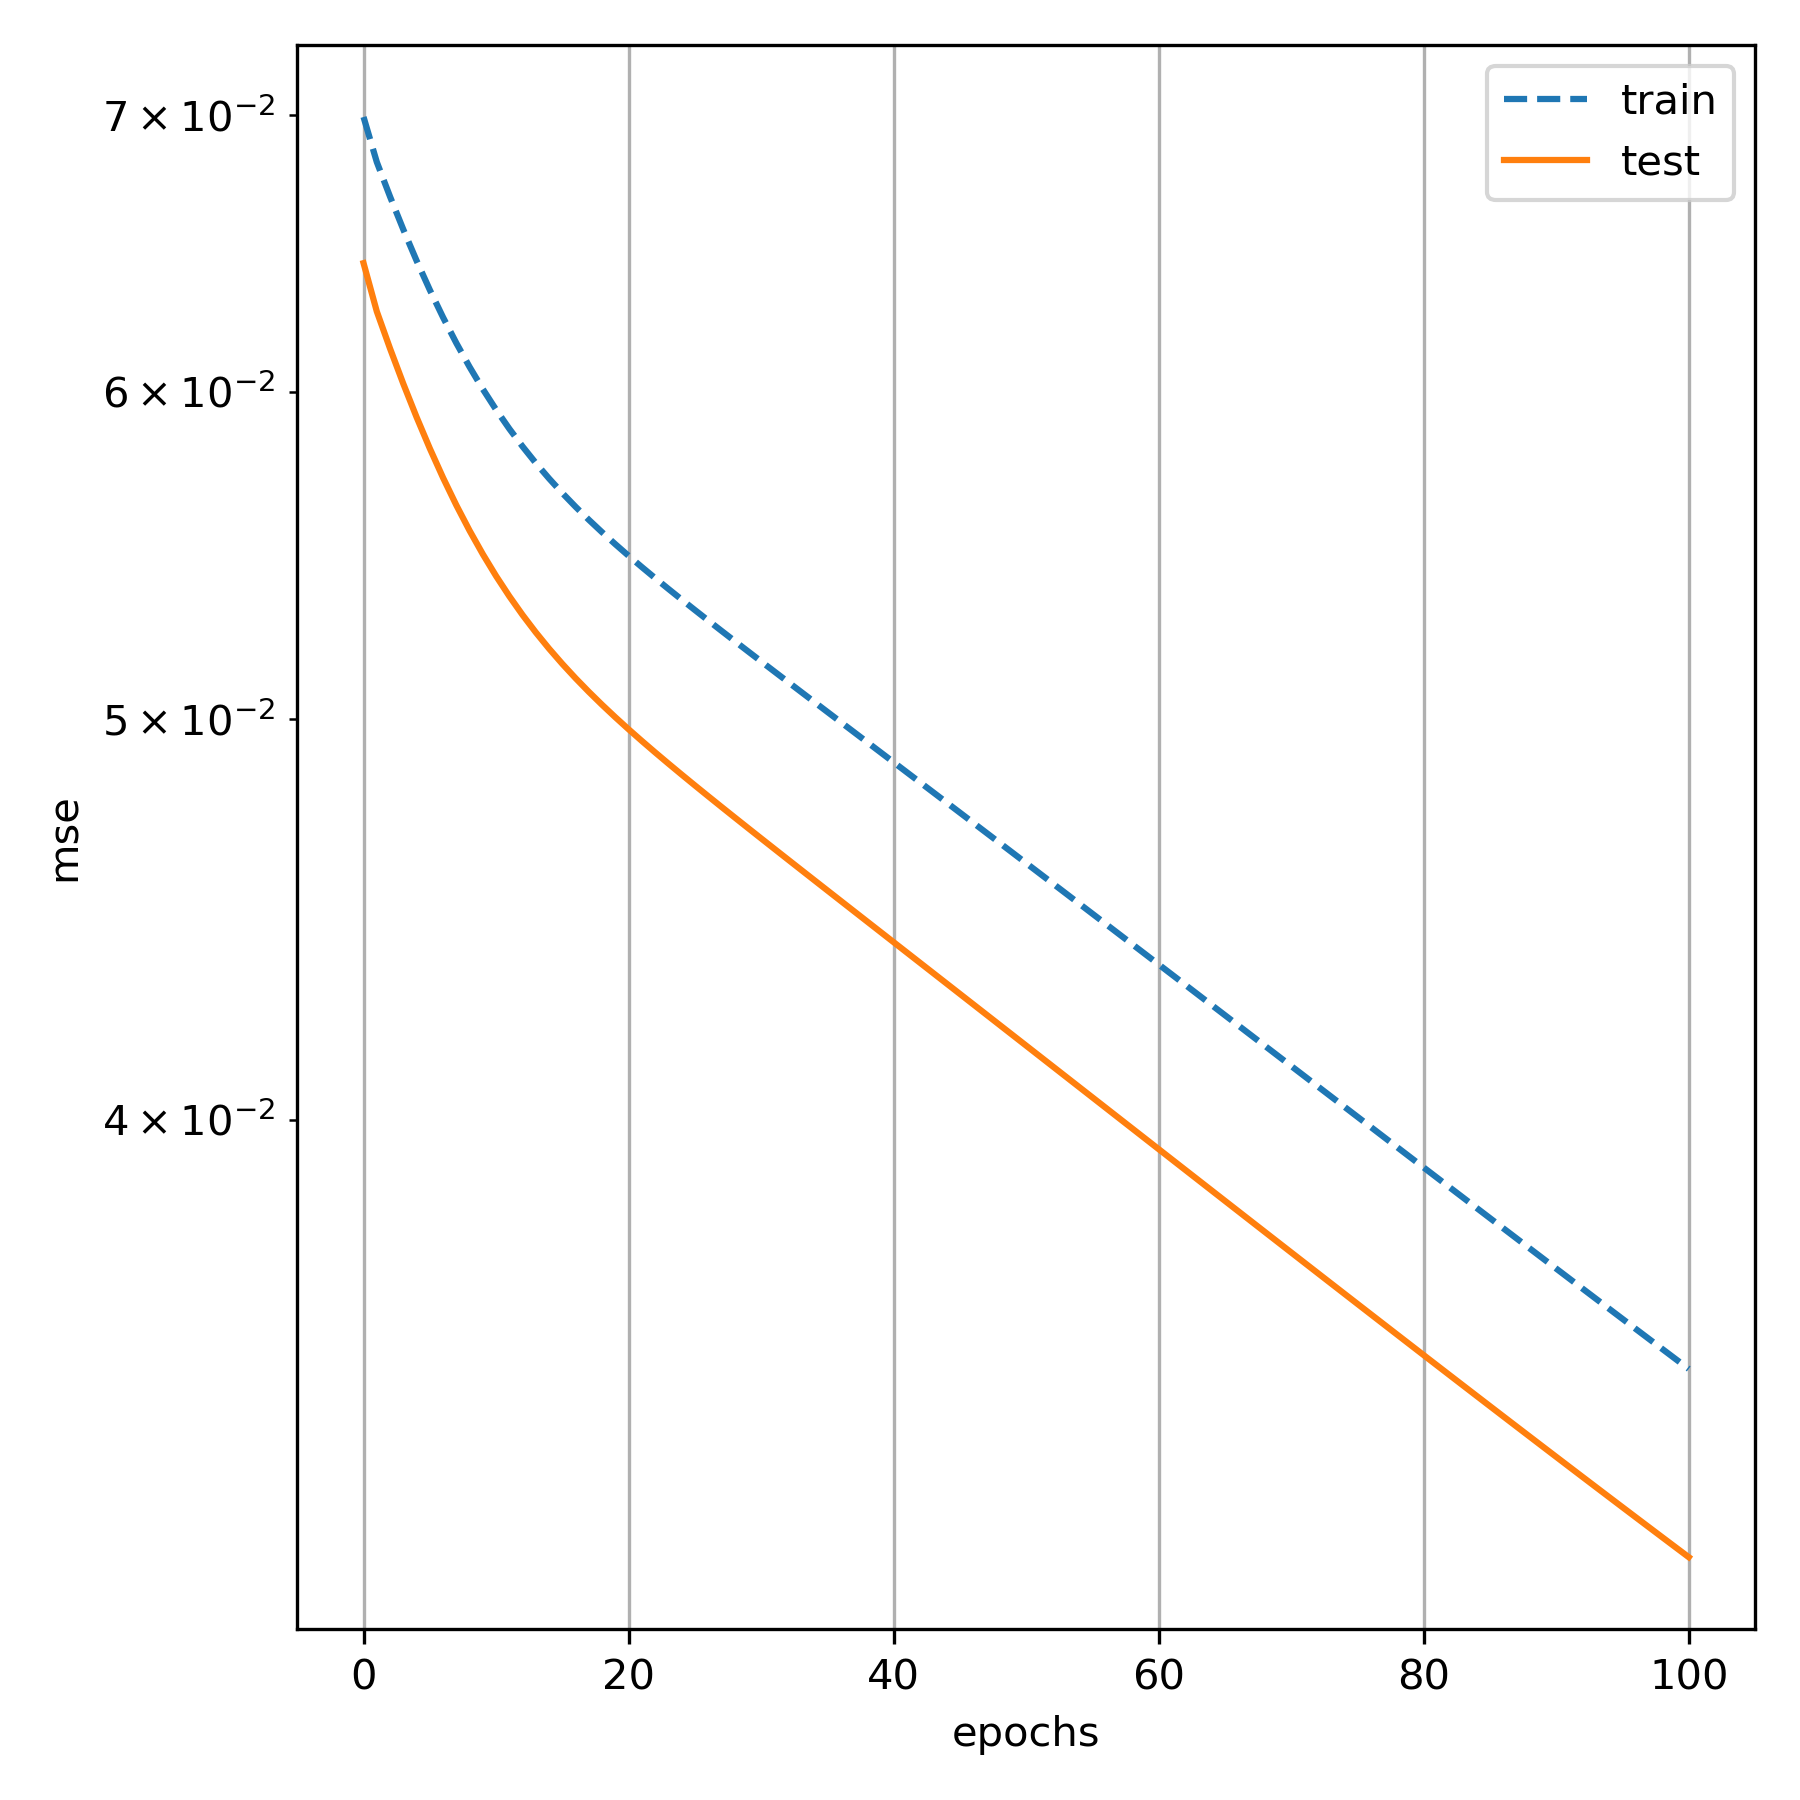 7 × 10⁻²
6 × 10⁻²
5 × 10⁻²
4 × 10⁻²
mse
train
test
0 20 40 60 80 100
epochs